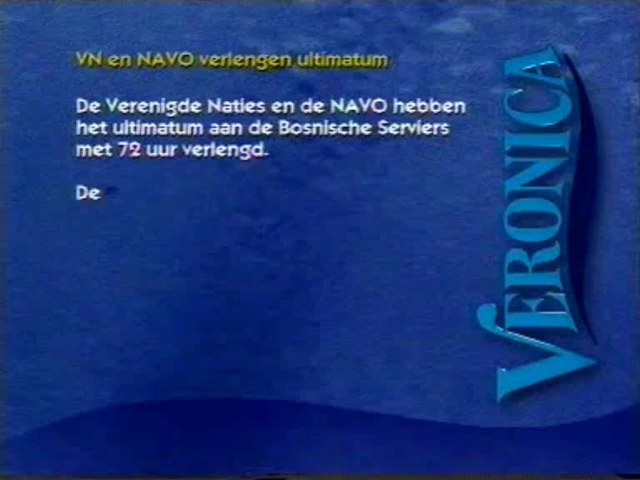 VN en NAVO verlengen ultimatum
De Verenigde Naties en de NAVO hebben
het ultimatum aan de Bosnische Serviers
met 72 uur verlengd.
De
VERONICA